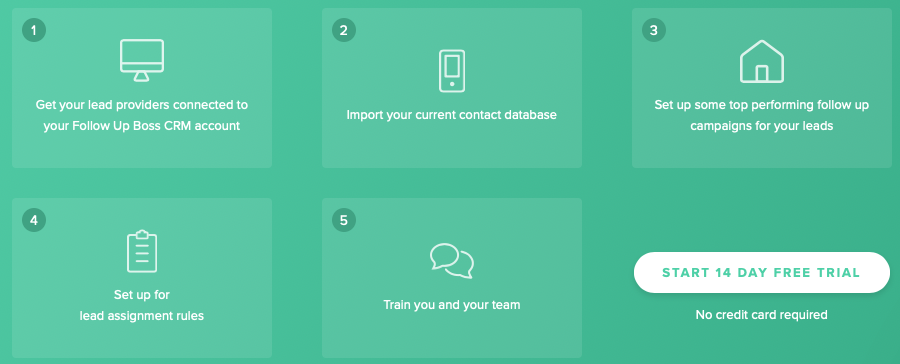 1
Get your lead providers connected to
your Follow Up Boss CRM account
2
Import your current contact database
3
Set up some top performing follow up
campaigns for your leads
4
Set up for
lead assignment rules
5
Train you and your team
START 14 DAY FREE TRIAL
No credit card required